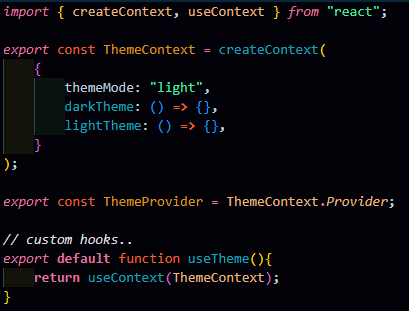 import { createContext, useContext } from "react";
export const ThemeContext = createContext(
{
themeMode: "light",
darkTheme: () => {},
lightTheme: () => {},
}
);
export const ThemeProvider = ThemeContext.Provider;
// custom hooks..
export default function useTheme(){
return useContext(ThemeContext);
}